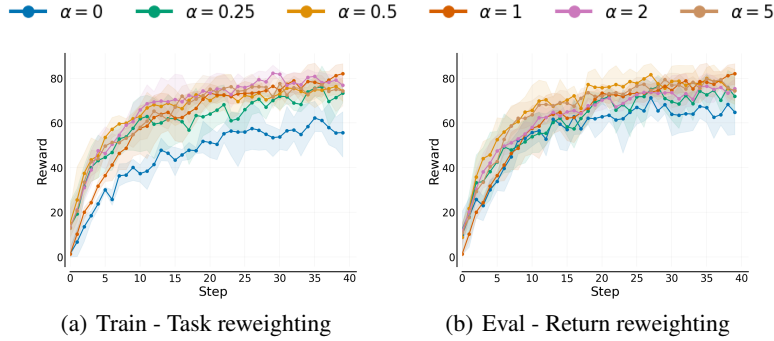 α = 0 α = 0.25 α = 0.5 α = 1 α = 2 α = 5
80
60
40
20
0
Reward
0 5 10 15 20 25 30 35 40
Step
(a) Train - Task reweighting
80
60
40
20
0
Reward
0 5 10 15 20 25 30 35 40
Step
(b) Eval - Return reweighting